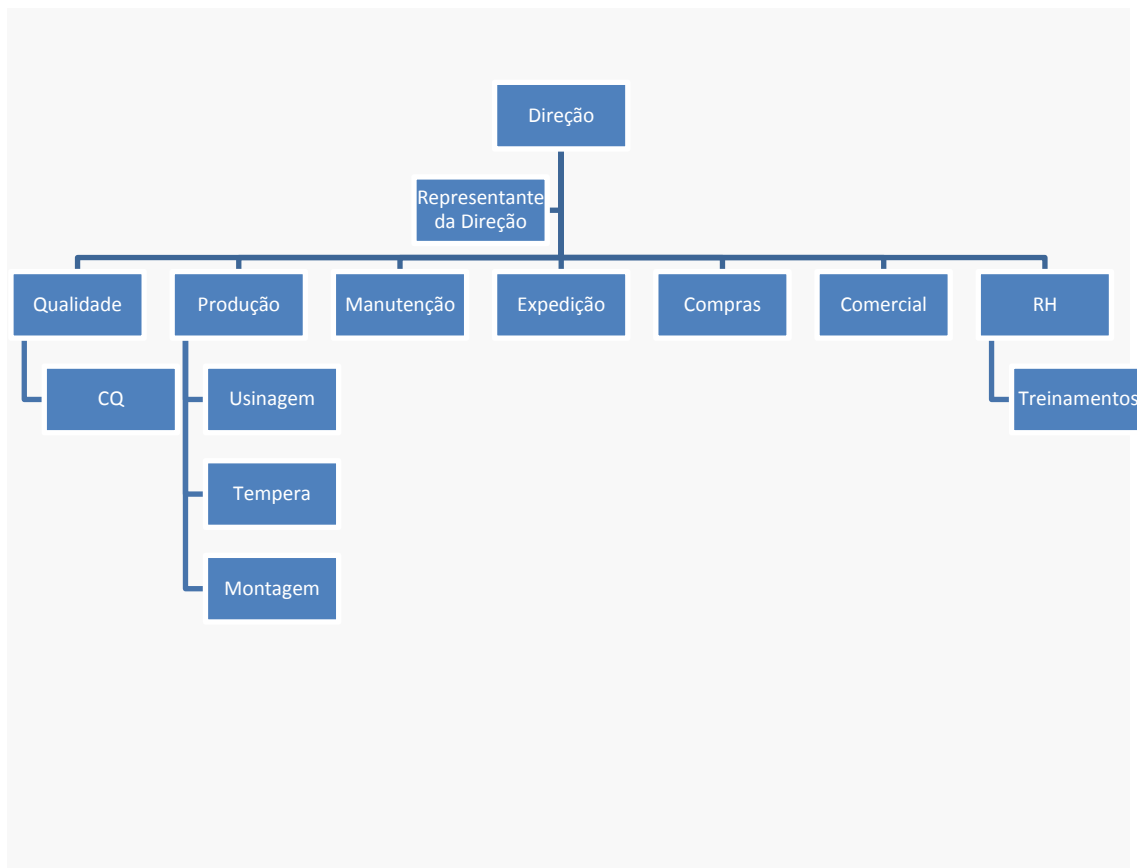 Direção
Representante
da Direção
Qualidade
Produção
Manutenção
Expedição
Compras
Comercial
RH
CQ
Usinagem
Treinamentos
Tempera
Montagem